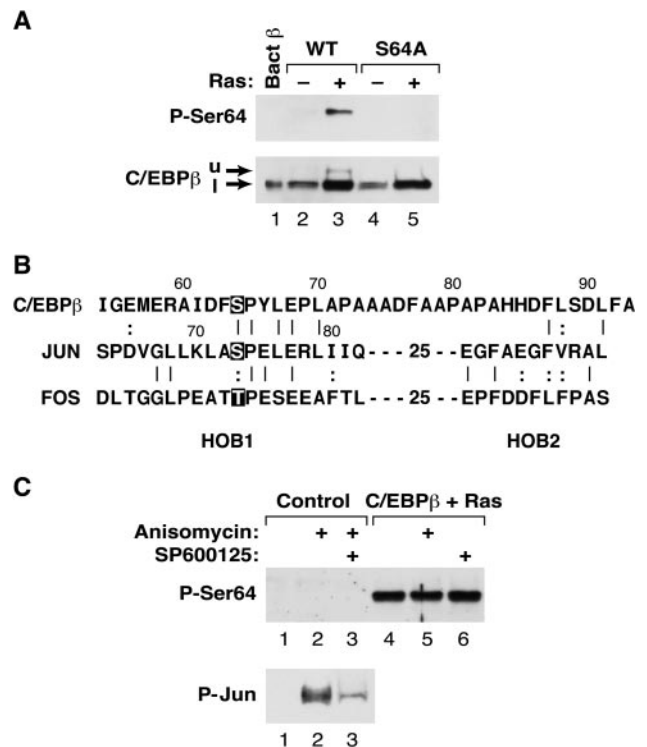 A
Bact β
WT
S64A
Ras: − + − +
P-Ser64
C/EBPβ u
l
1 2 3 4 5
B
60 70 80 90
C/EBPβ IGEMERAIDFSPYLEPLAPAAADFAAPAPAHHDFLSDLFA
70 80
JUN SPDVGLLKLASPELERLIIQ---25---EGFAEGFVRAL
FOS DLTGGLPEATTPESEEAFTL---25---EPFDDFLFPAS
HOB1 HOB2
C
Control C/EBPβ + Ras
Anisomycin: + + +
SP600125: + +
P-Ser64
1 2 3 4 5 6
P-Jun
1 2 3